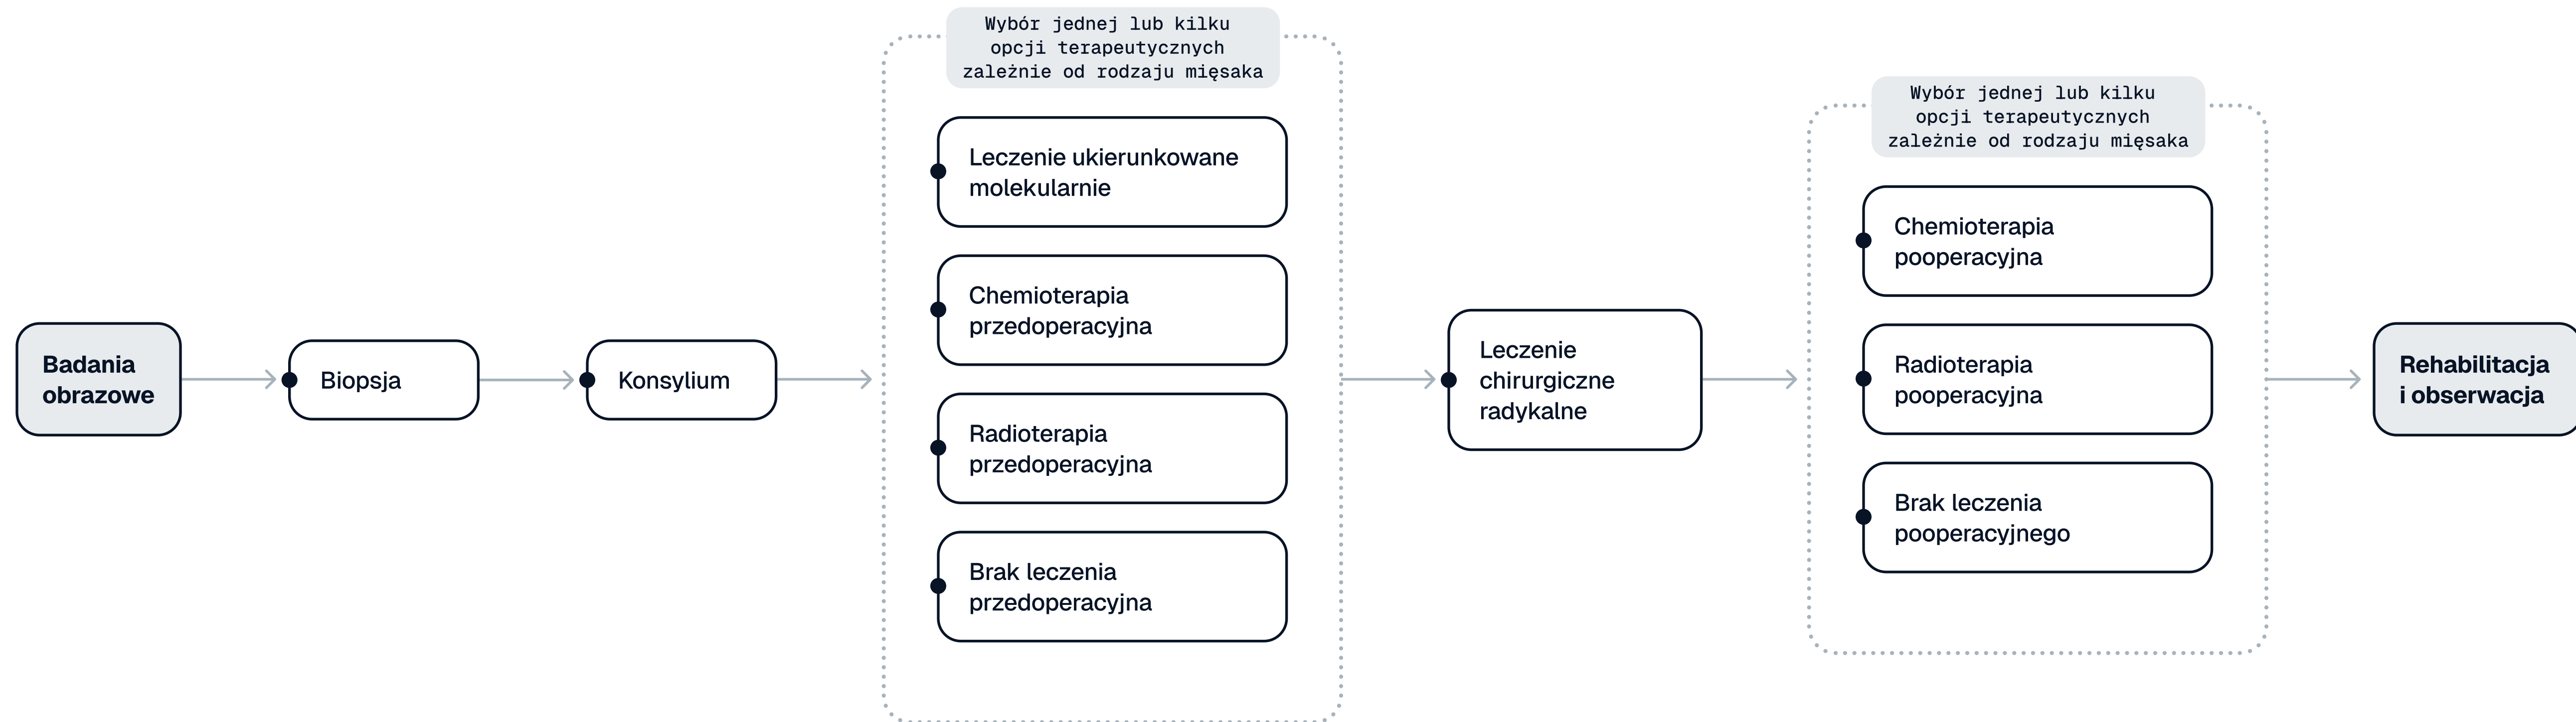 Badania
obrazowe
Biopsja
Konsylium
Wybór jednej lub kilku
opcji terapeutycznych
zależnie od rodzaju mięsaka
Leczenie ukierunkowane
molekularnie
Chemioterapia
przedoperacyjna
Radioterapia
przedoperacyjna
Brak leczenia
przedoperacyjna
Leczenie
chirurgiczne
radykalne
Wybór jednej lub kilku
opcji terapeutycznych
zależnie od rodzaju mięsaka
Chemioterapia
pooperacyjna
Radioterapia
pooperacyjna
Brak leczenia
pooperacyjnego
Rehabilitacja
i obserwacja